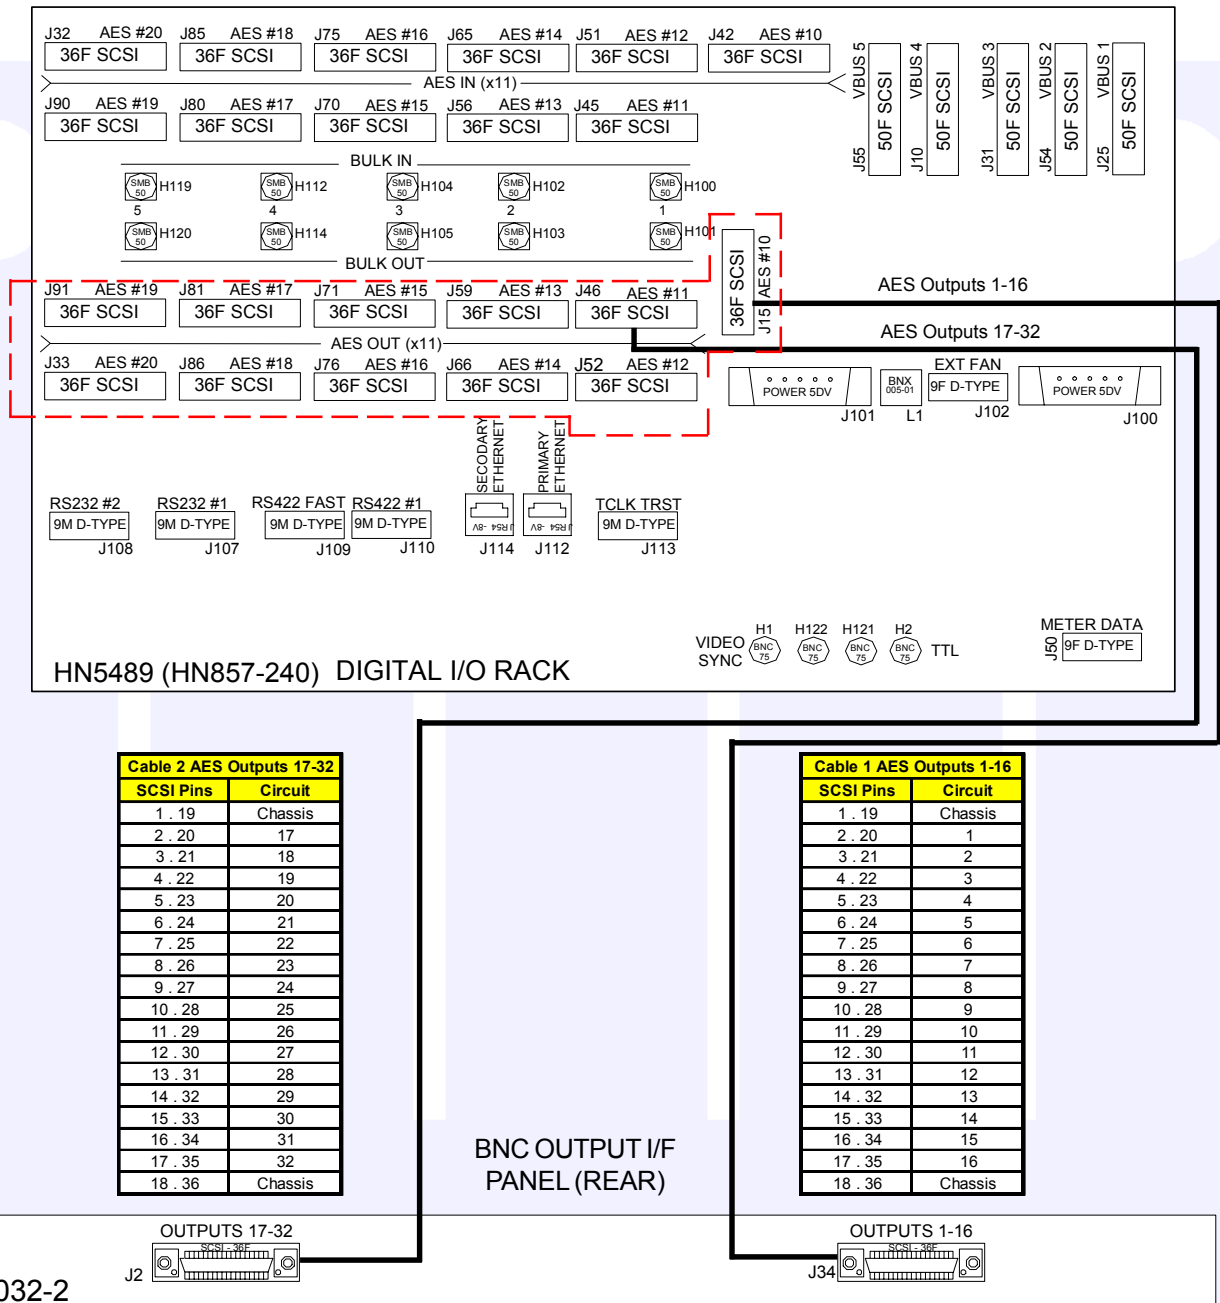 J32 AES #20 J85 AES #18 J75 AES #16 J65 AES #14 J51 AES #12 J42 AES #10
36F SCSI 36F SCSI 36F SCSI 36F SCSI 36F SCSI 36F SCSI
AES IN (x11)
J90 AES #19 J80 AES #17 J70 AES #15 J56 AES #13 J45 AES #11
36F SCSI 36F SCSI 36F SCSI 36F SCSI 36F SCSI
J55 VBUS 5 50F SCSI
J10 VBUS 4 50F SCSI
J31 VBUS 3 50F SCSI
J54 VBUS 2 50F SCSI
J25 VBUS 1 50F SCSI
BULK IN
SMB 50 H119 SMB 50 H112 SMB 50 H104 SMB 50 H102 SMB 50 H100
5 4 3 2 1
SMB 50 H120 SMB 50 H114 SMB 50 H105 SMB 50 H103 SMB 50 H101
BULK OUT
36F SCSI J15 AES #10
AES Outputs 1-16
J91 AES #19 J81 AES #17 J71 AES #15 J59 AES #13 J46 AES #11
36F SCSI 36F SCSI 36F SCSI 36F SCSI 36F SCSI
AES Outputs 17-32
AES OUT (x11)
J33 AES #20 J86 AES #18 J76 AES #16 J66 AES #14 J52 AES #12
36F SCSI 36F SCSI 36F SCSI 36F SCSI 36F SCSI
POWER 5DV J101
BNX 005-01 L1
EXT FAN
9F D-TYPE
J102
POWER 5DV J100
SECODARY ETHERNET
PRIMARY ETHERNET
RS232 #2 RS232 #1 RS422 FAST RS422 #1 TCLK TRST
9M D-TYPE 9M D-TYPE 9M D-TYPE 9M D-TYPE RJ45 -8V RJ45 -8V 9M D-TYPE
J108 J107 J109 J110 J114 J112 J113
H1 H122 H121 H2
VIDEO SYNC BNC 75 BNC 75 BNC 75 BNC 75 TTL
METER DATA
J50 9F D-TYPE
HN5489 (HN857-240) DIGITAL I/O RACK
Cable 2 AES Outputs 17-32
SCSI Pins Circuit
1 . 19 Chassis
2 . 20 17
3 . 21 18
4 . 22 19
5 . 23 20
6 . 24 21
7 . 25 22
8 . 26 23
9 . 27 24
10 . 28 25
11 . 29 26
12 . 30 27
13 . 31 28
14 . 32 29
15 . 33 30
16 . 34 31
17 . 35 32
18 . 36 Chassis
Cable 1 AES Outputs 1-16
SCSI Pins Circuit
1 . 19 Chassis
2 . 20 1
3 . 21 2
4 . 22 3
5 . 23 4
6 . 24 5
7 . 25 6
8 . 26 7
9 . 27 8
10 . 28 9
11 . 29 10
12 . 30 11
13 . 31 12
14 . 32 13
15 . 33 14
16 . 34 15
17 . 35 16
18 . 36 Chassis
BNC OUTPUT I/F
PANEL (REAR)
OUTPUTS 17-32
SCSI - 36F
J2
OUTPUTS 1-16
SCSI - 36F
J34
032-2